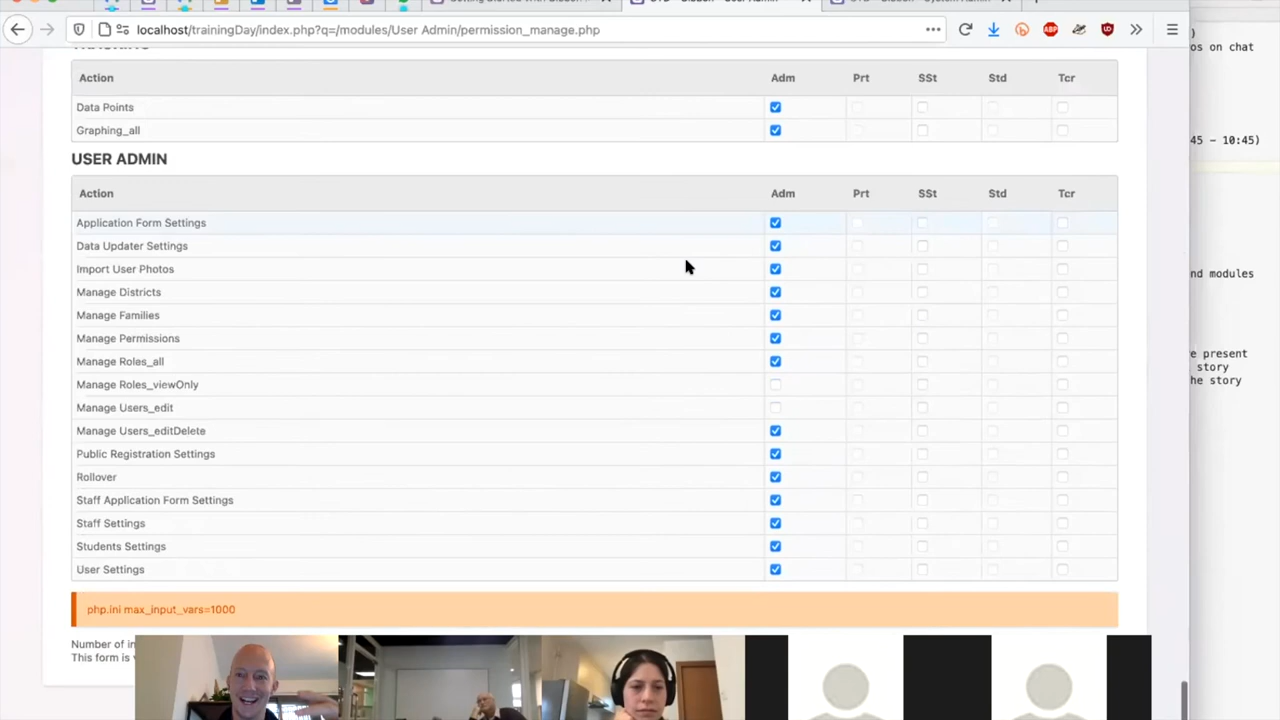 localhost/trainingDay/index.php?q=/modules/User Admin/permission_manage.php
ABP
)
os on chat
Action Adm Prt SSt Std Tcr
Data Points
Graphing_all
45 - 10:45)
USER ADMIN
Action Adm Prt SSt Std Tcr
Application Form Settings
Data Updater Settings
Import User Photos
nd modules
Manage Districts
Manage Families
Manage Permissions
e present
Manage Roles_all
story
Manage Roles_viewOnly
he story
Manage Users_edit
Manage Users_editDelete
Public Registration Settings
Rollover
Staff Application Form Settings
Staff Settings
Students Settings
User Settings
php.ini max_input_vars=1000
Number of in
This form is